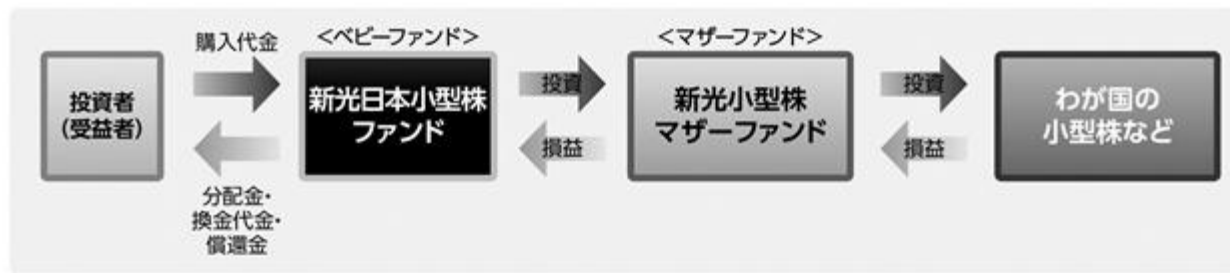 投資者
(受益者)
購入代金
分配金・
換金代金・
償還金
<ベビーファンド>
新光日本小型株
ファンド
投資
損益
<マザーファンド>
新光小型株
マザーファンド
投資
損益
わが国の
小型株など